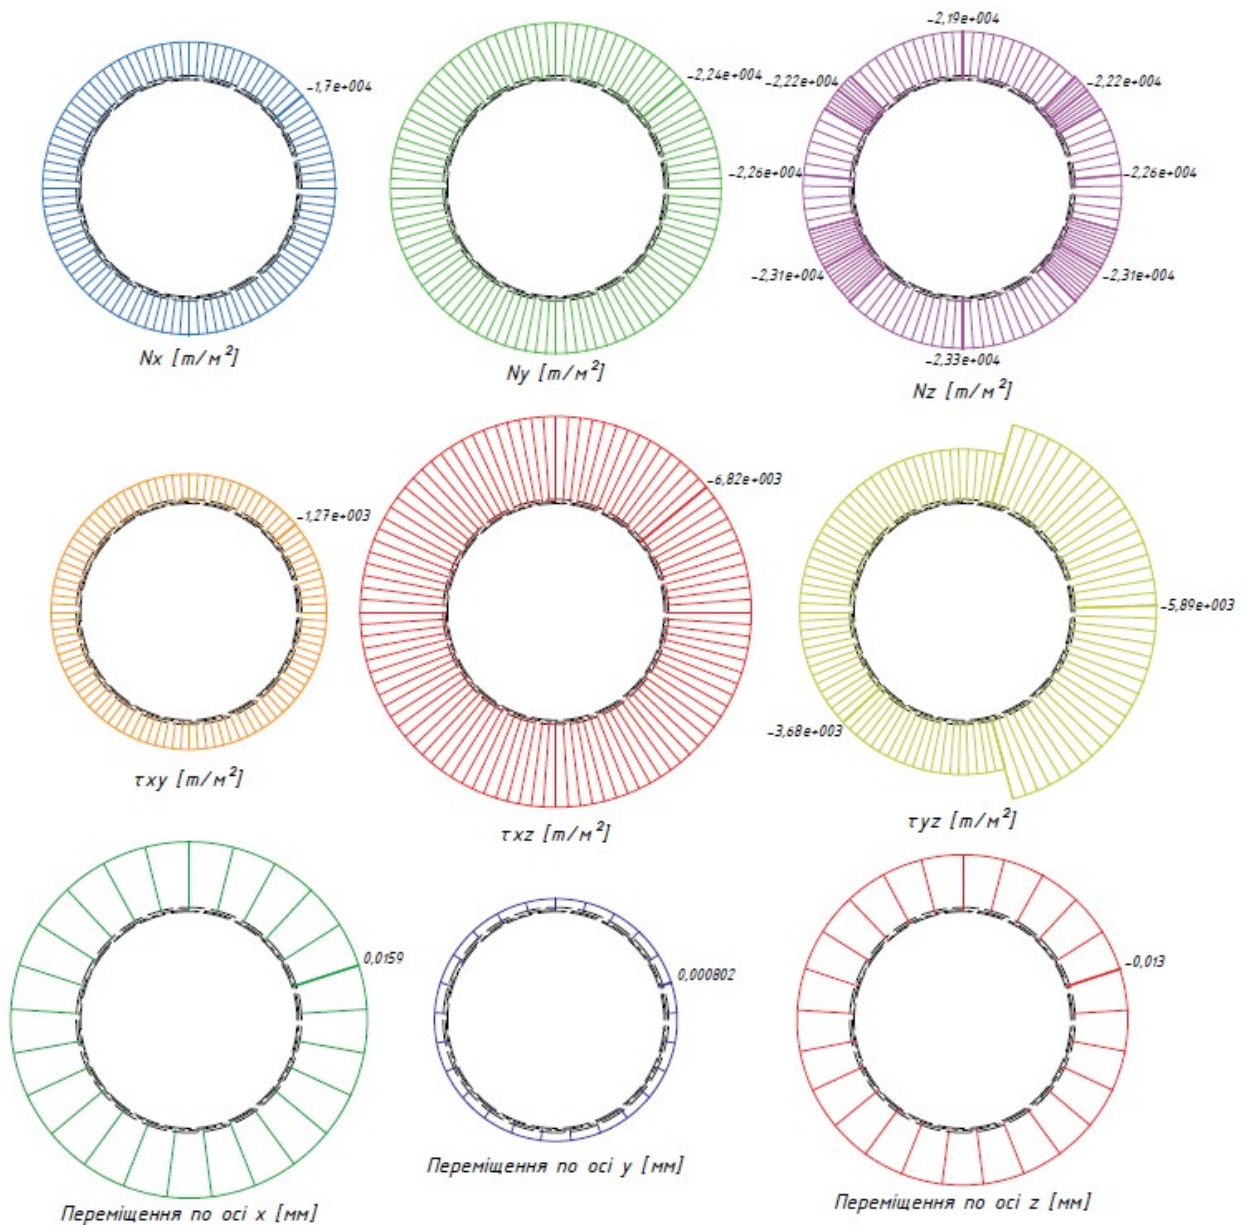 -1,7e+004
Nx [т/м²]
-2,24e+004
Ny [т/м²]
-2,19e+004
-2,22e+004
-2,22e+004
-2,26e+004
-2,26e+004
-2,31e+004
-2,31e+004
-2,33e+004
Nz [т/м²]
-1,27e+003
τxy [т/м²]
-6,82e+003
τxz [т/м²]
-5,89e+003
-3,68e+003
τyz [т/м²]
0,0159
Переміщення по осі x [мм]
0,000802
Переміщення по осі y [мм]
-0,013
Переміщення по осі z [мм]